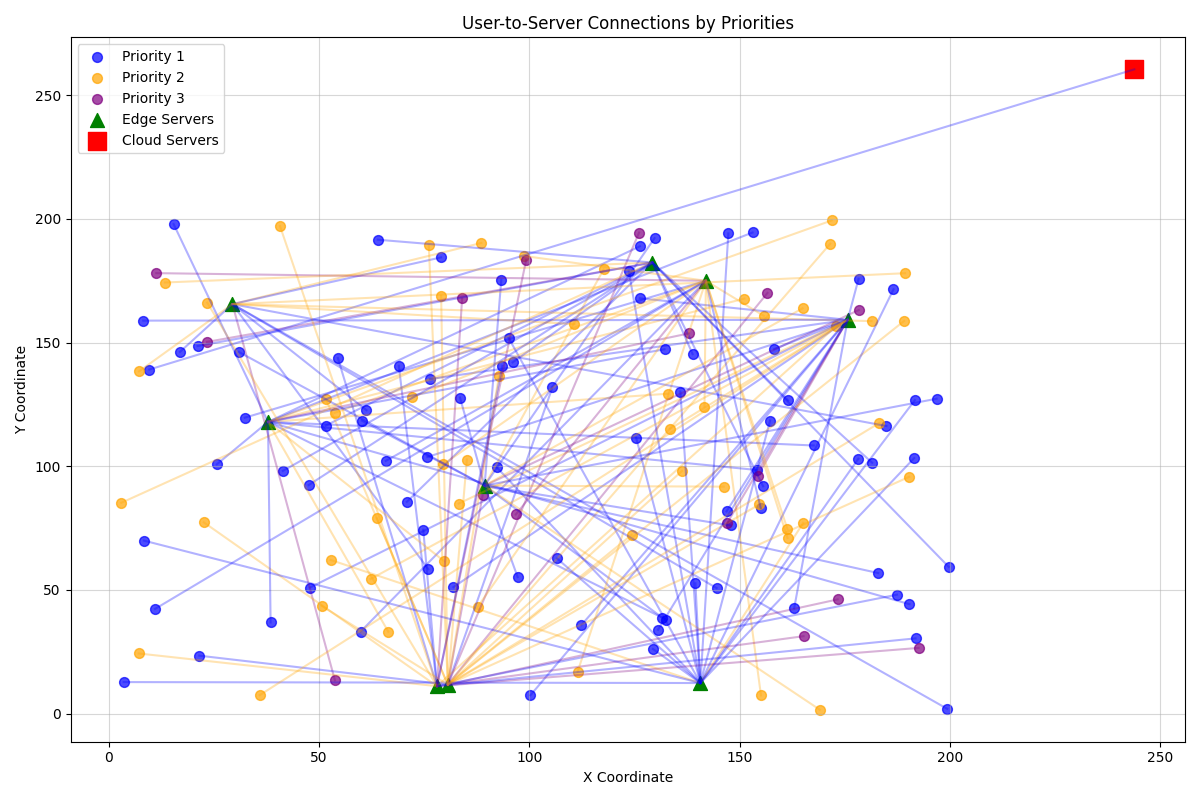 User-to-Server Connections by Priorities
Priority 1
Priority 2
Priority 3
Edge Servers
Cloud Servers
250
200
150
100
50
0
Y Coordinate
0 50 100 150 200 250
X Coordinate